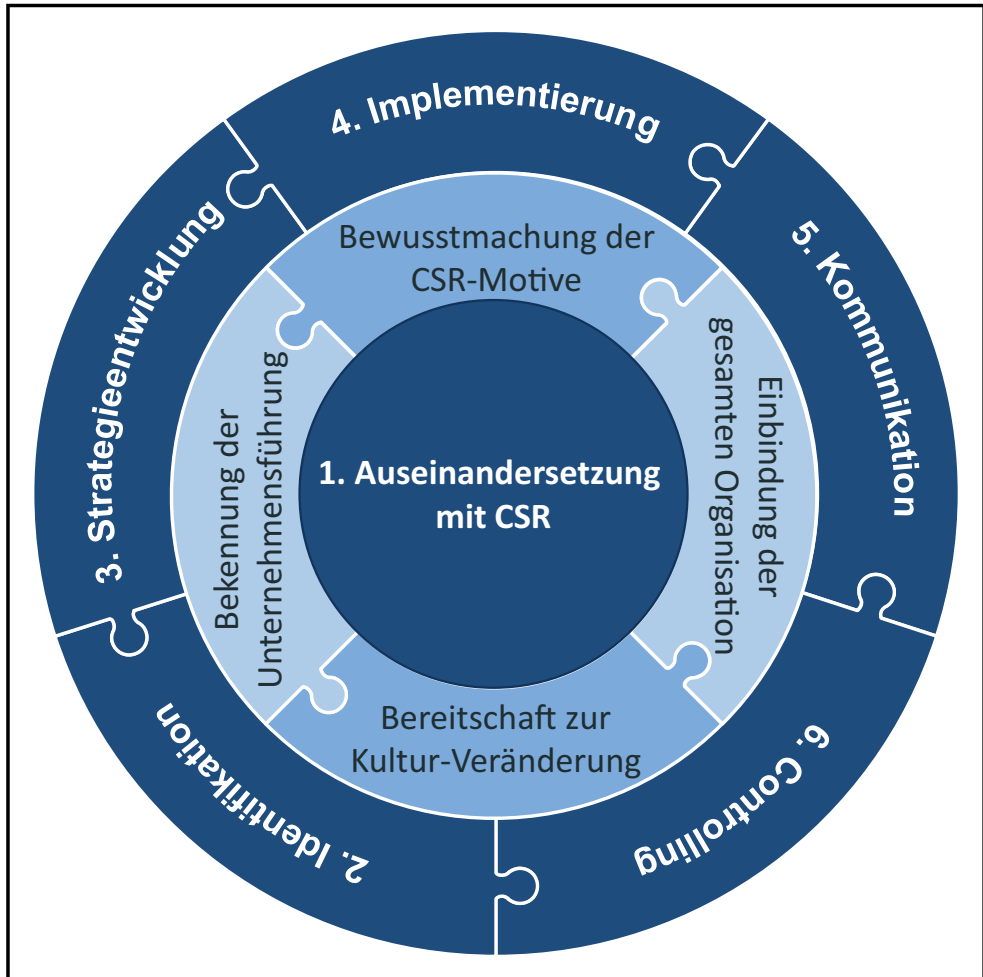 4. Implementierung
3. Strategieentwicklung
5. Kommunikation
Bewusstmachung der
CSR-Motive
Bekennung der
Unternehmensführung
1. Auseinandersetzung
mit CSR
Einbindung der
gesamten Organisation
Bereitschaft zur
Kultur-Veränderung
2. Identifikation
6. Controlling